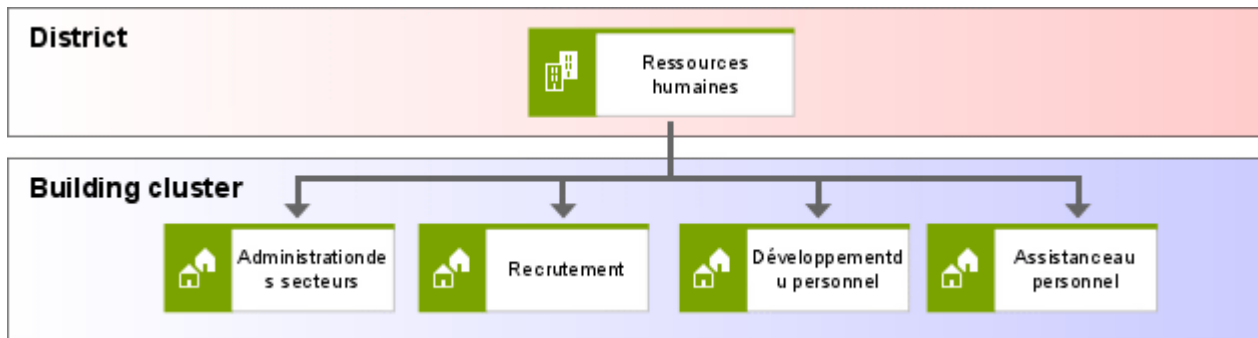 District
Ressources
humaines
Building cluster
Administrationde
s secteurs
Recrutement
Développementd
u personnel
Assistanceau
personnel